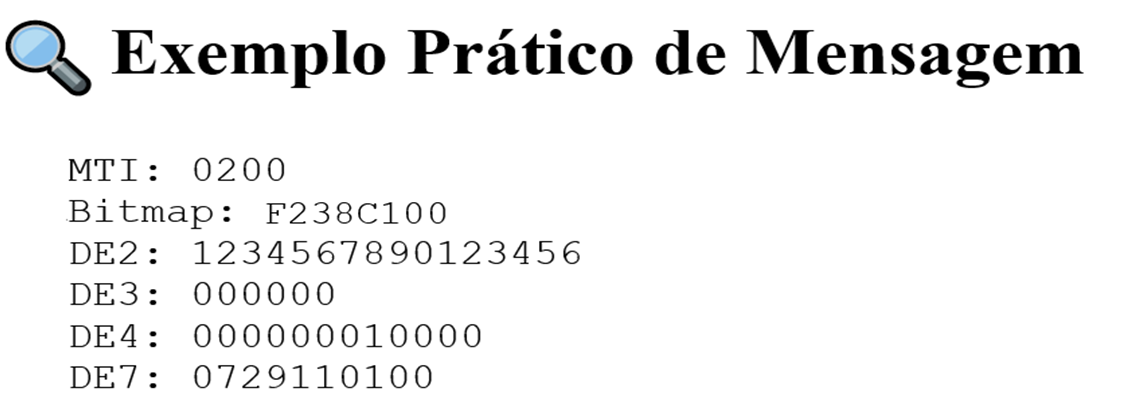 Exemplo Prático de Mensagem
MTI: 0200
Bitmap: F238C100
DE2: 1234567890123456
DE3: 000000
DE4: 000000010000
DE7: 0729110100